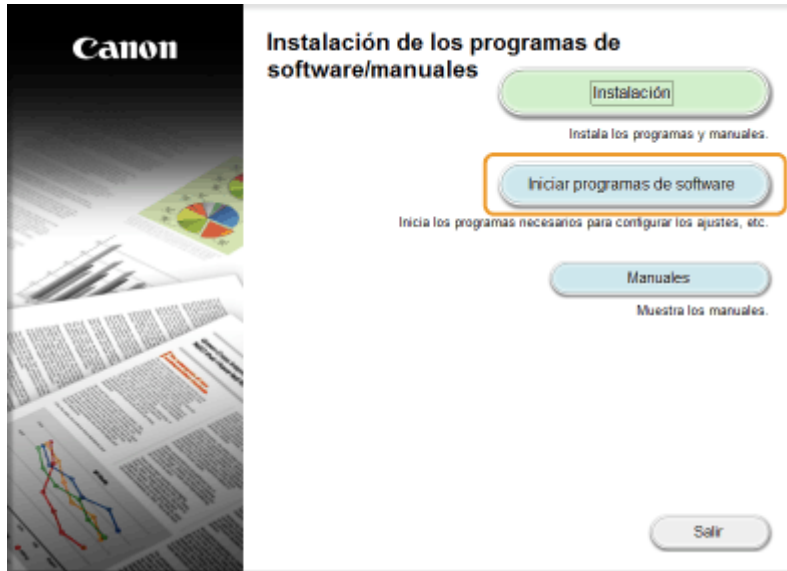 Canon
Instalación de los programas de
software/manuales
Instalación
Instala los programas y manuales.
Iniciar programas de software
Inicia los programas necesarios para configurar los ajustes, etc.
Manuales
Muestra los manuales.
Salir